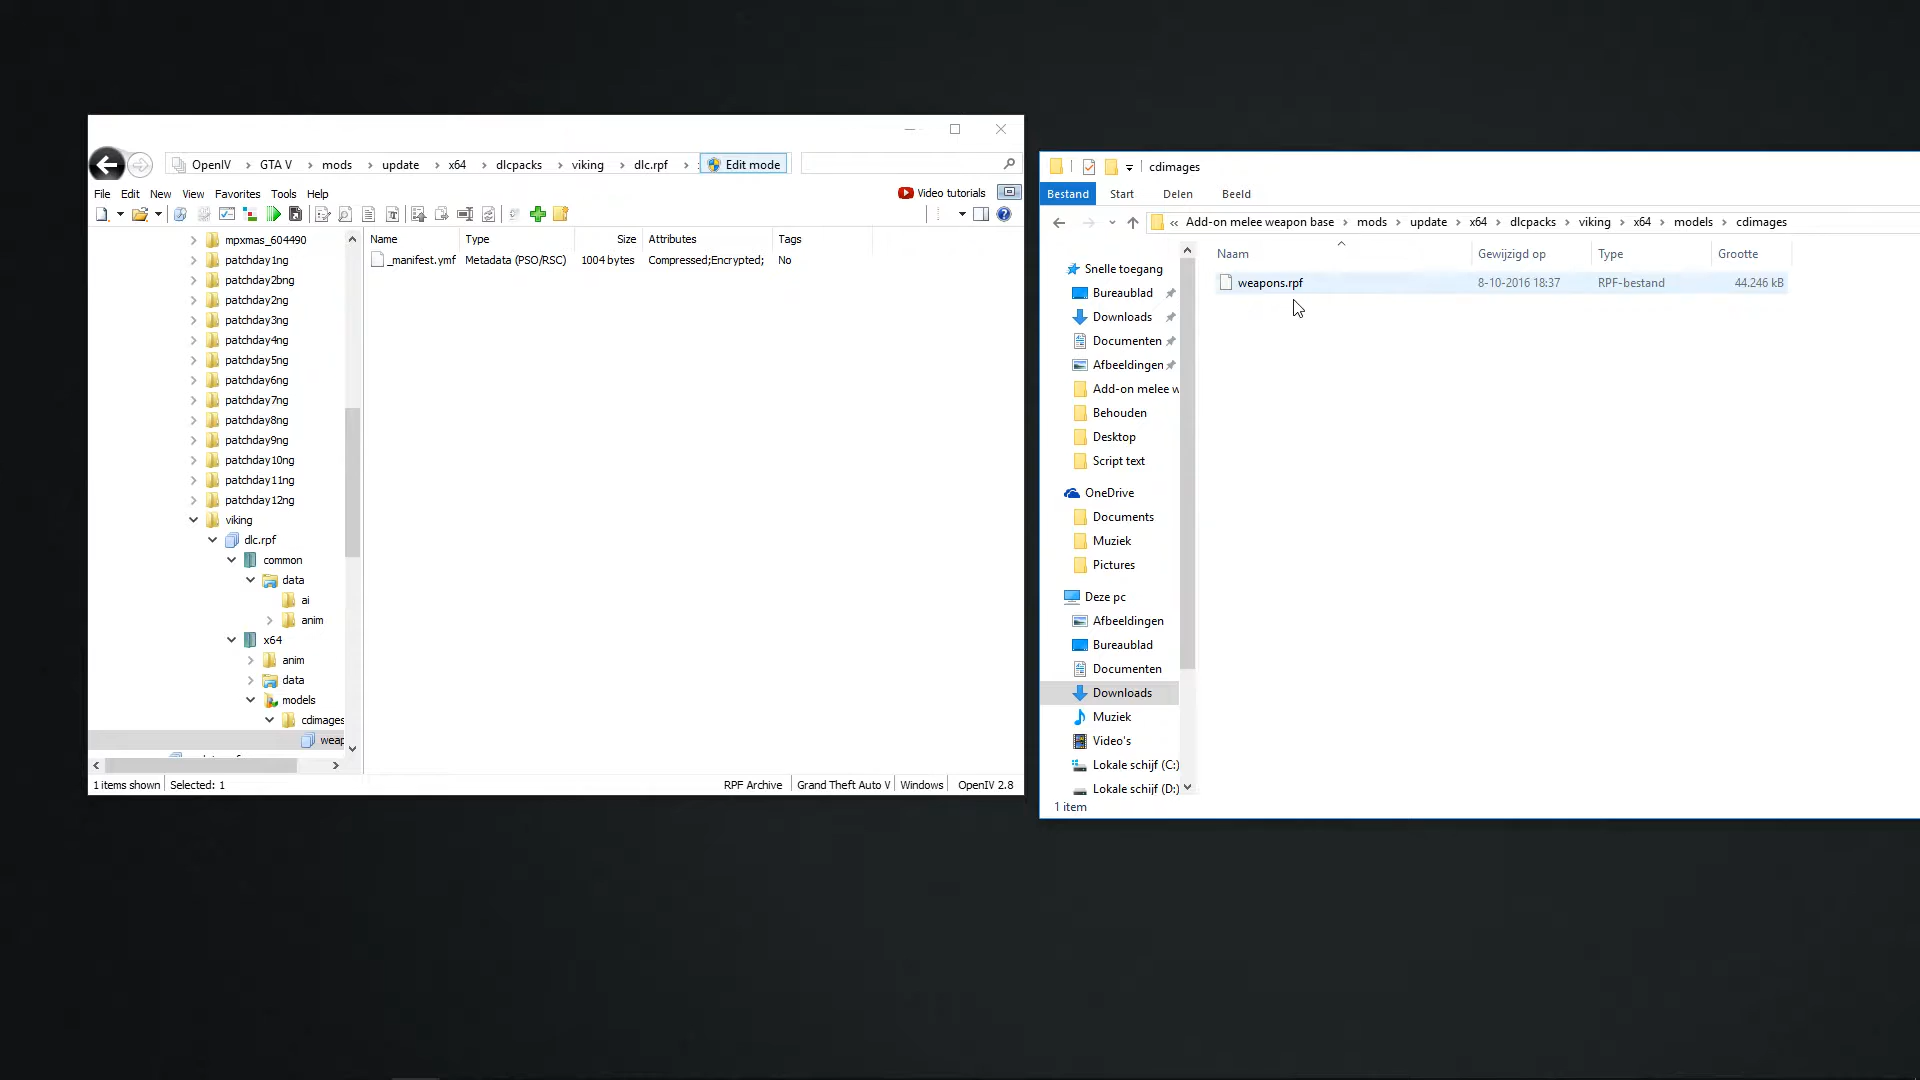 OpenIV > GTA V > mods > update > x64 > dlcpacks > viking > dlc.rpf > Edit mode
File Edit New View Favorites Tools Help
Video tutorials
mpxmas_604490
patchday1ng
patchday2bng
patchday2ng
patchday3ng
patchday4ng
patchday5ng
patchday6ng
patchday7ng
patchday8ng
patchday9ng
patchday10ng
patchday11ng
patchday12ng
viking
dlc.rpf
common
data
ai
anim
x64
anim
data
models
cdimages
weap
Name Type Size Attributes Tags
_manifest.ymf Metadata (PSO/RSC) 1004 bytes Compressed;Encrypted; No
1 items shown Selected: 1 RPF Archive Grand Theft Auto V Windows OpenIV 2.8
cdimages
Bestand Start Delen Beeld
« Add-on melee weapon base > mods > update > x64 > dlcpacks > viking > x64 > models > cdimages
Snelle toegang
Bureaublad
Downloads
Documenten
Afbeeldingen
Add-on melee w
Behouden
Desktop
Script text
OneDrive
Documents
Muziek
Pictures
Deze pc
Afbeeldingen
Bureaublad
Documenten
Downloads
Muziek
Video's
Lokale schijf (C:)
Lokale schijf (D:)
Naam Gewijzigd op Type Grootte
weapons.rpf 8-10-2016 18:37 RPF-bestand 44.246 kB
1 item